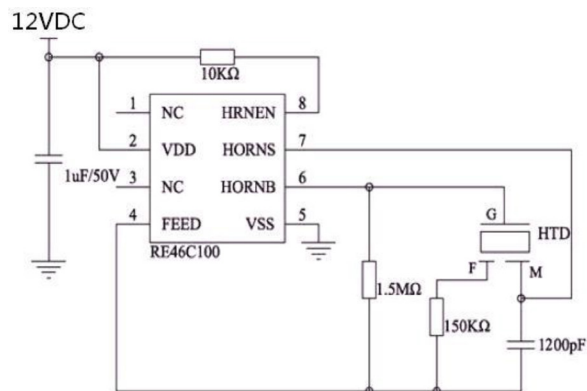 12VDC
10KΩ
1 NC HRNEN 8
2 VDD HORNS 7
1uF/50V
3 NC HORNB 6
4 FEED VSS 5
RE46C100
G
HTD
F M
1.5MΩ
150KΩ
1200pF